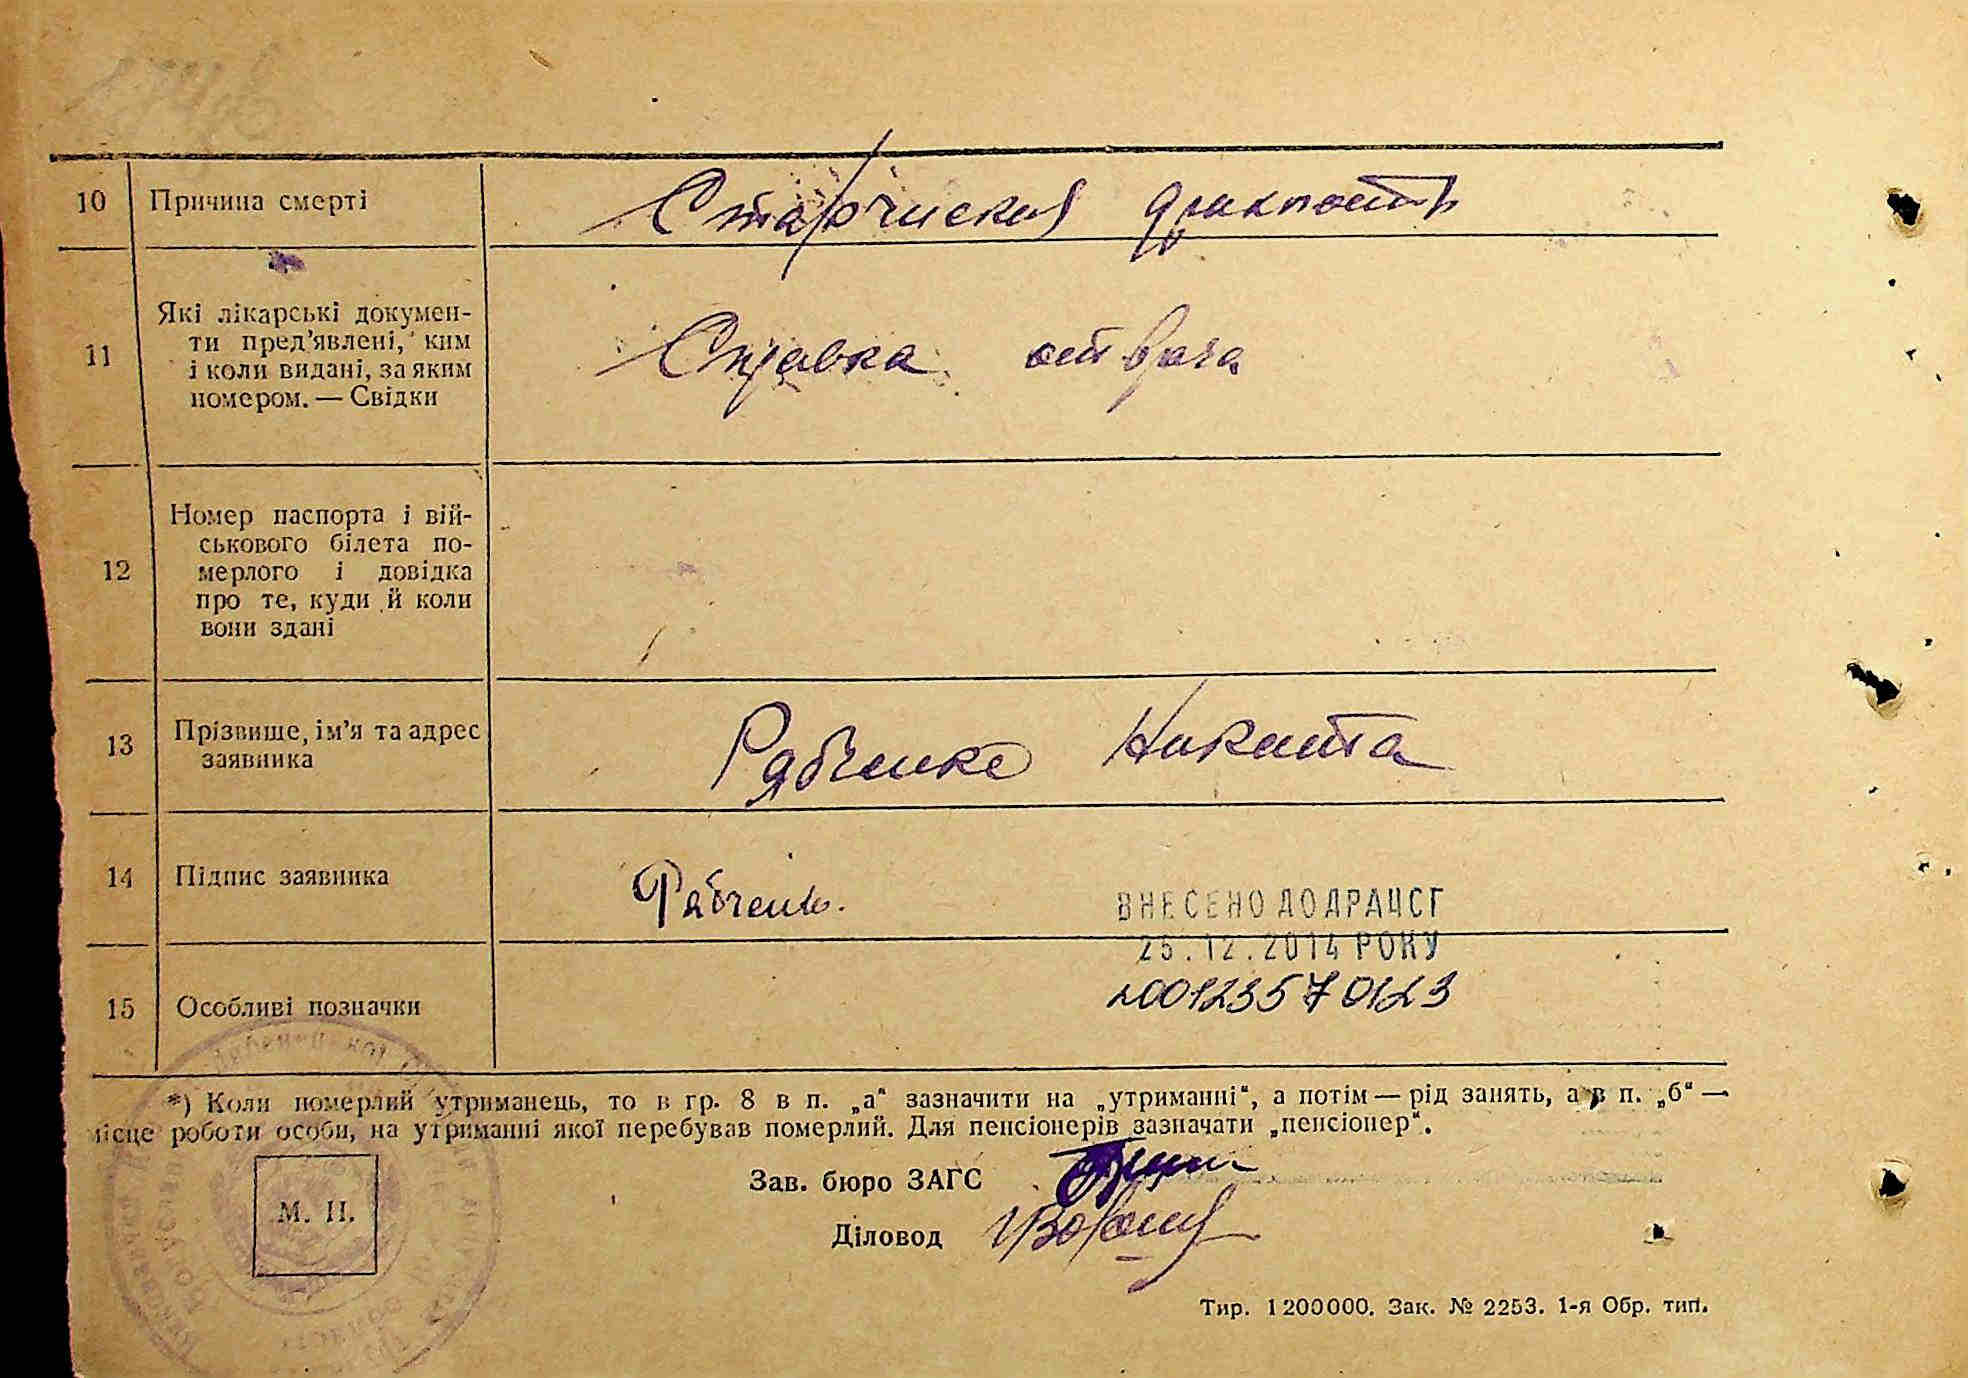 10 Причина смерті Старческая дряхлость
11 Які лікарські докумен-
ти пред'явлені, ким
і коли видані, за яким
номером. — Свідки
Справка от врача
12 Номер паспорта і вій-
ськового білета по-
мерлого і довідка
про те, куди й коли
вони здані
13 Прізвище, ім'я та адрес
заявника
Рябченко Никита
14 Підпис заявника Рябченко.
ВНЕСЕНО ДО ДРАЦСГ
25.12.2014 РОКУ
15 Особливі позначки 00123570123
*) Коли померлий утриманець, то в гр. 8 в п. „а“ зазначити на „утриманні“, а потім — рід занять, а в п. „б“ —
місце роботи особи, на утриманні якої перебував померлий. Для пенсіонерів зазначати „пенсіонер“.
Зав. бюро ЗАГС
М. П.
Діловод
Тир. 1200000. Зак. № 2253. 1-я Обр. тип.